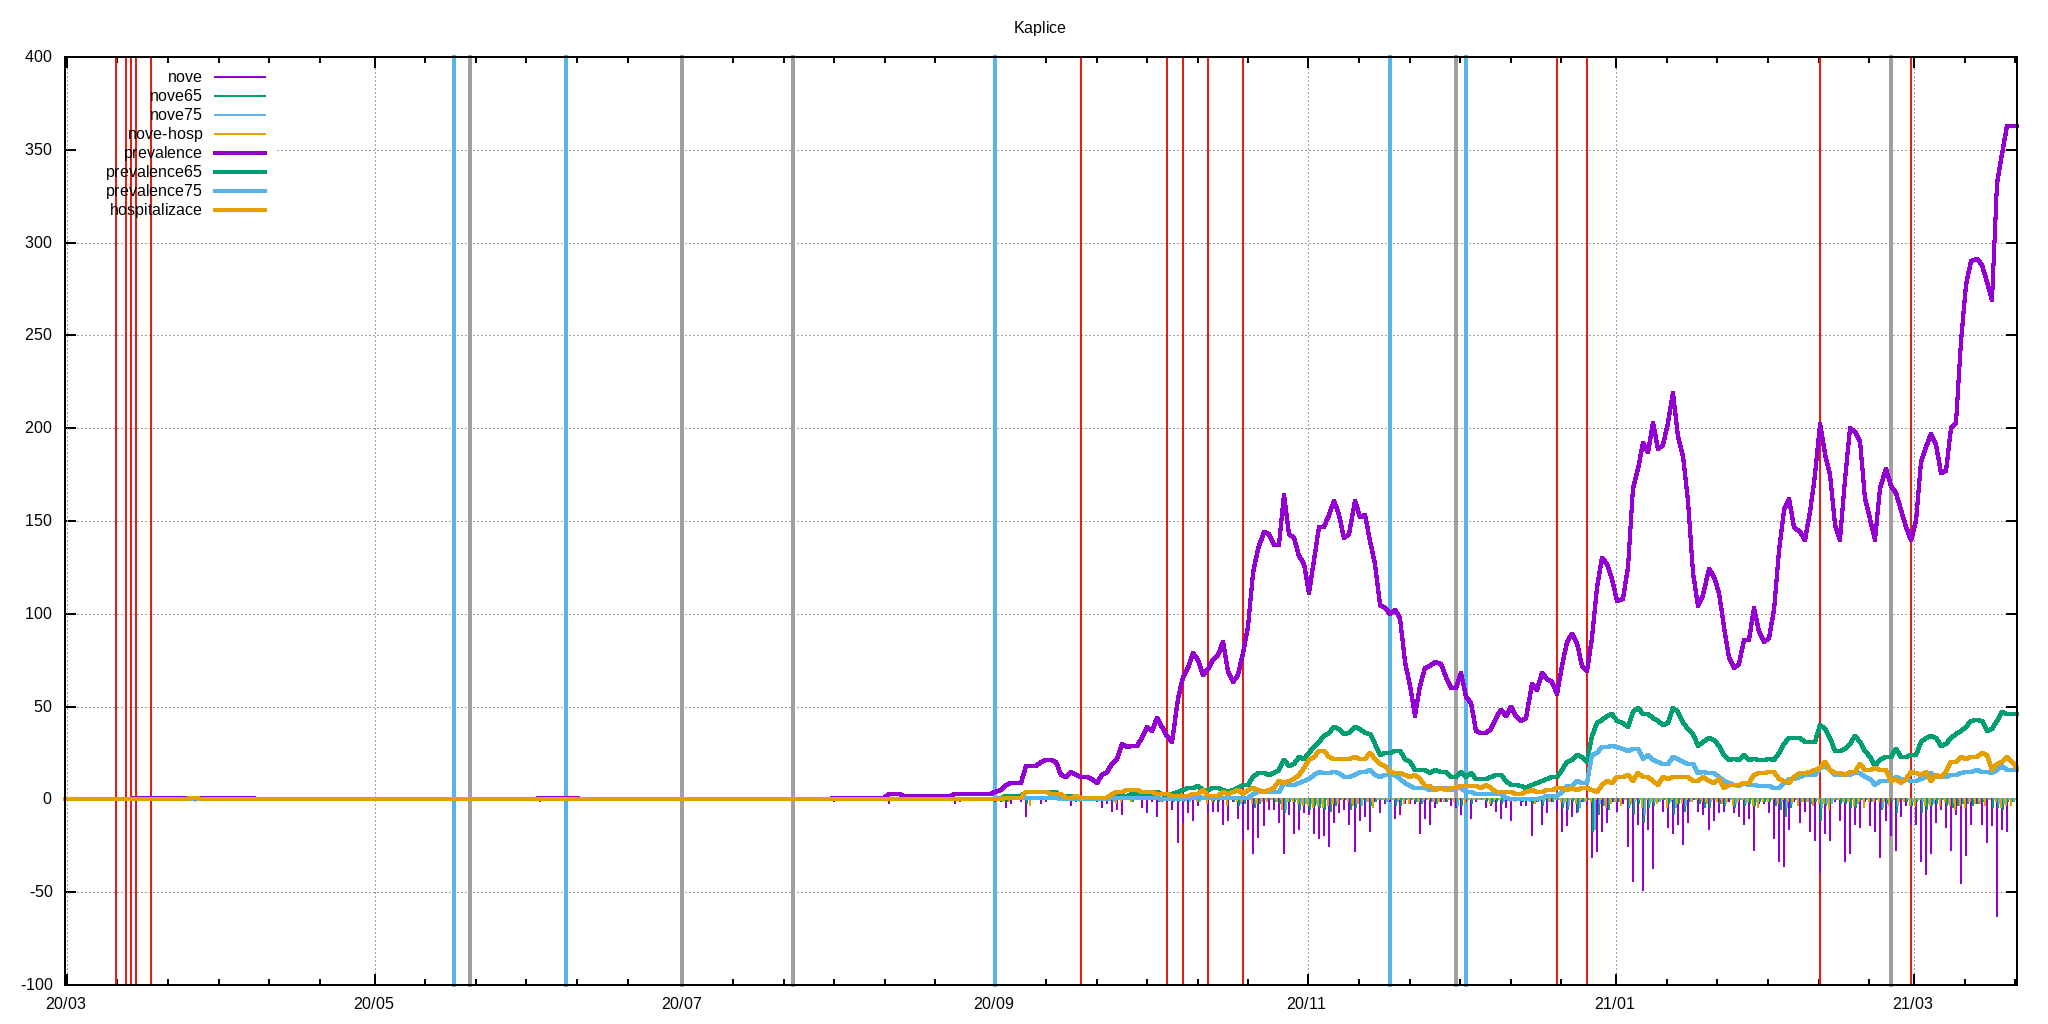 Kaplice
400
350
300
250
200
150
100
50
0
-50
-100
nove
nove65
nove75
nove-hosp
prevalence
prevalence65
prevalence75
hospitalizace
20/03 20/05 20/07 20/09 20/11 21/01 21/03